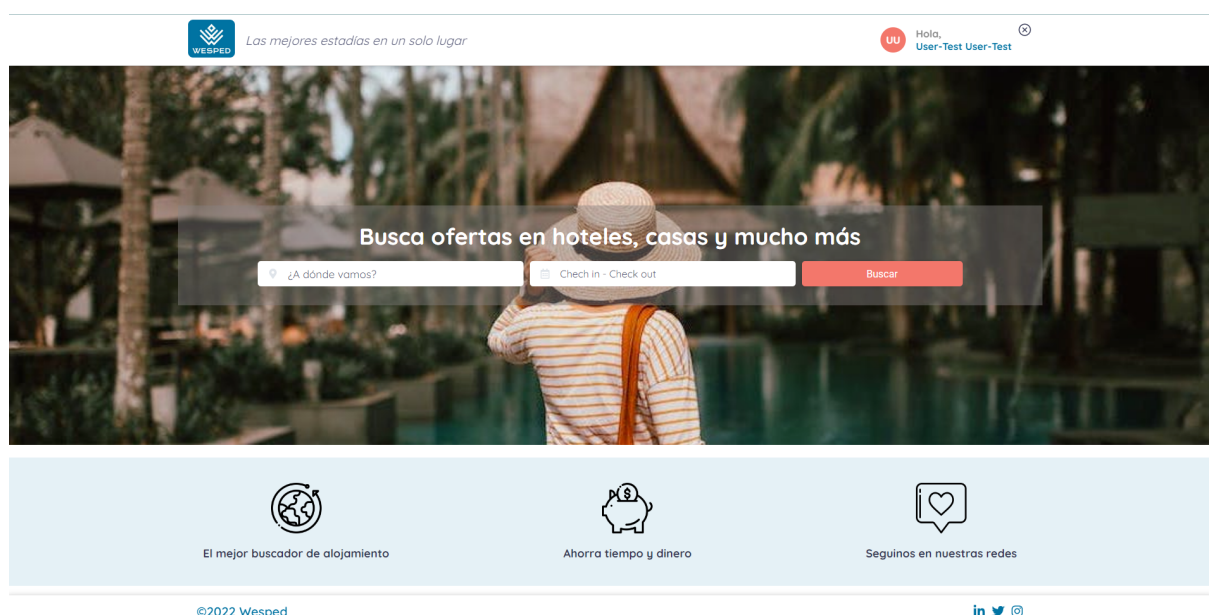 WESPED
Las mejores estadías en un solo lugar
UU
Hola,
User-Test User-Test
Busca ofertas en hoteles, casas y mucho más
¿A dónde vamos?
Chech in - Check out
Buscar
$
El mejor buscador de alojamiento
Ahorra tiempo y dinero
Seguinos en nuestras redes
©2022 Wesped
in